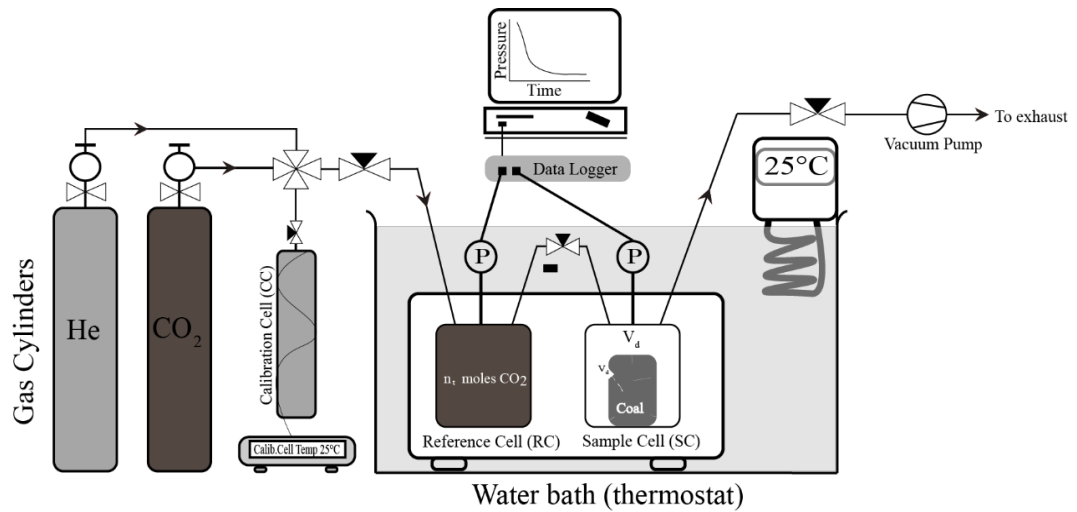 Pressure
Time
To exhaust
Vacuum Pump
25°C
Data Logger
Gas Cylinders
He
CO₂
Calibration Cell (CC)
Calib.Cell Temp 25°C
P
P
V_d
V_d
n_t moles CO₂
Coal
Reference Cell (RC)
Sample Cell (SC)
Water bath (thermostat)